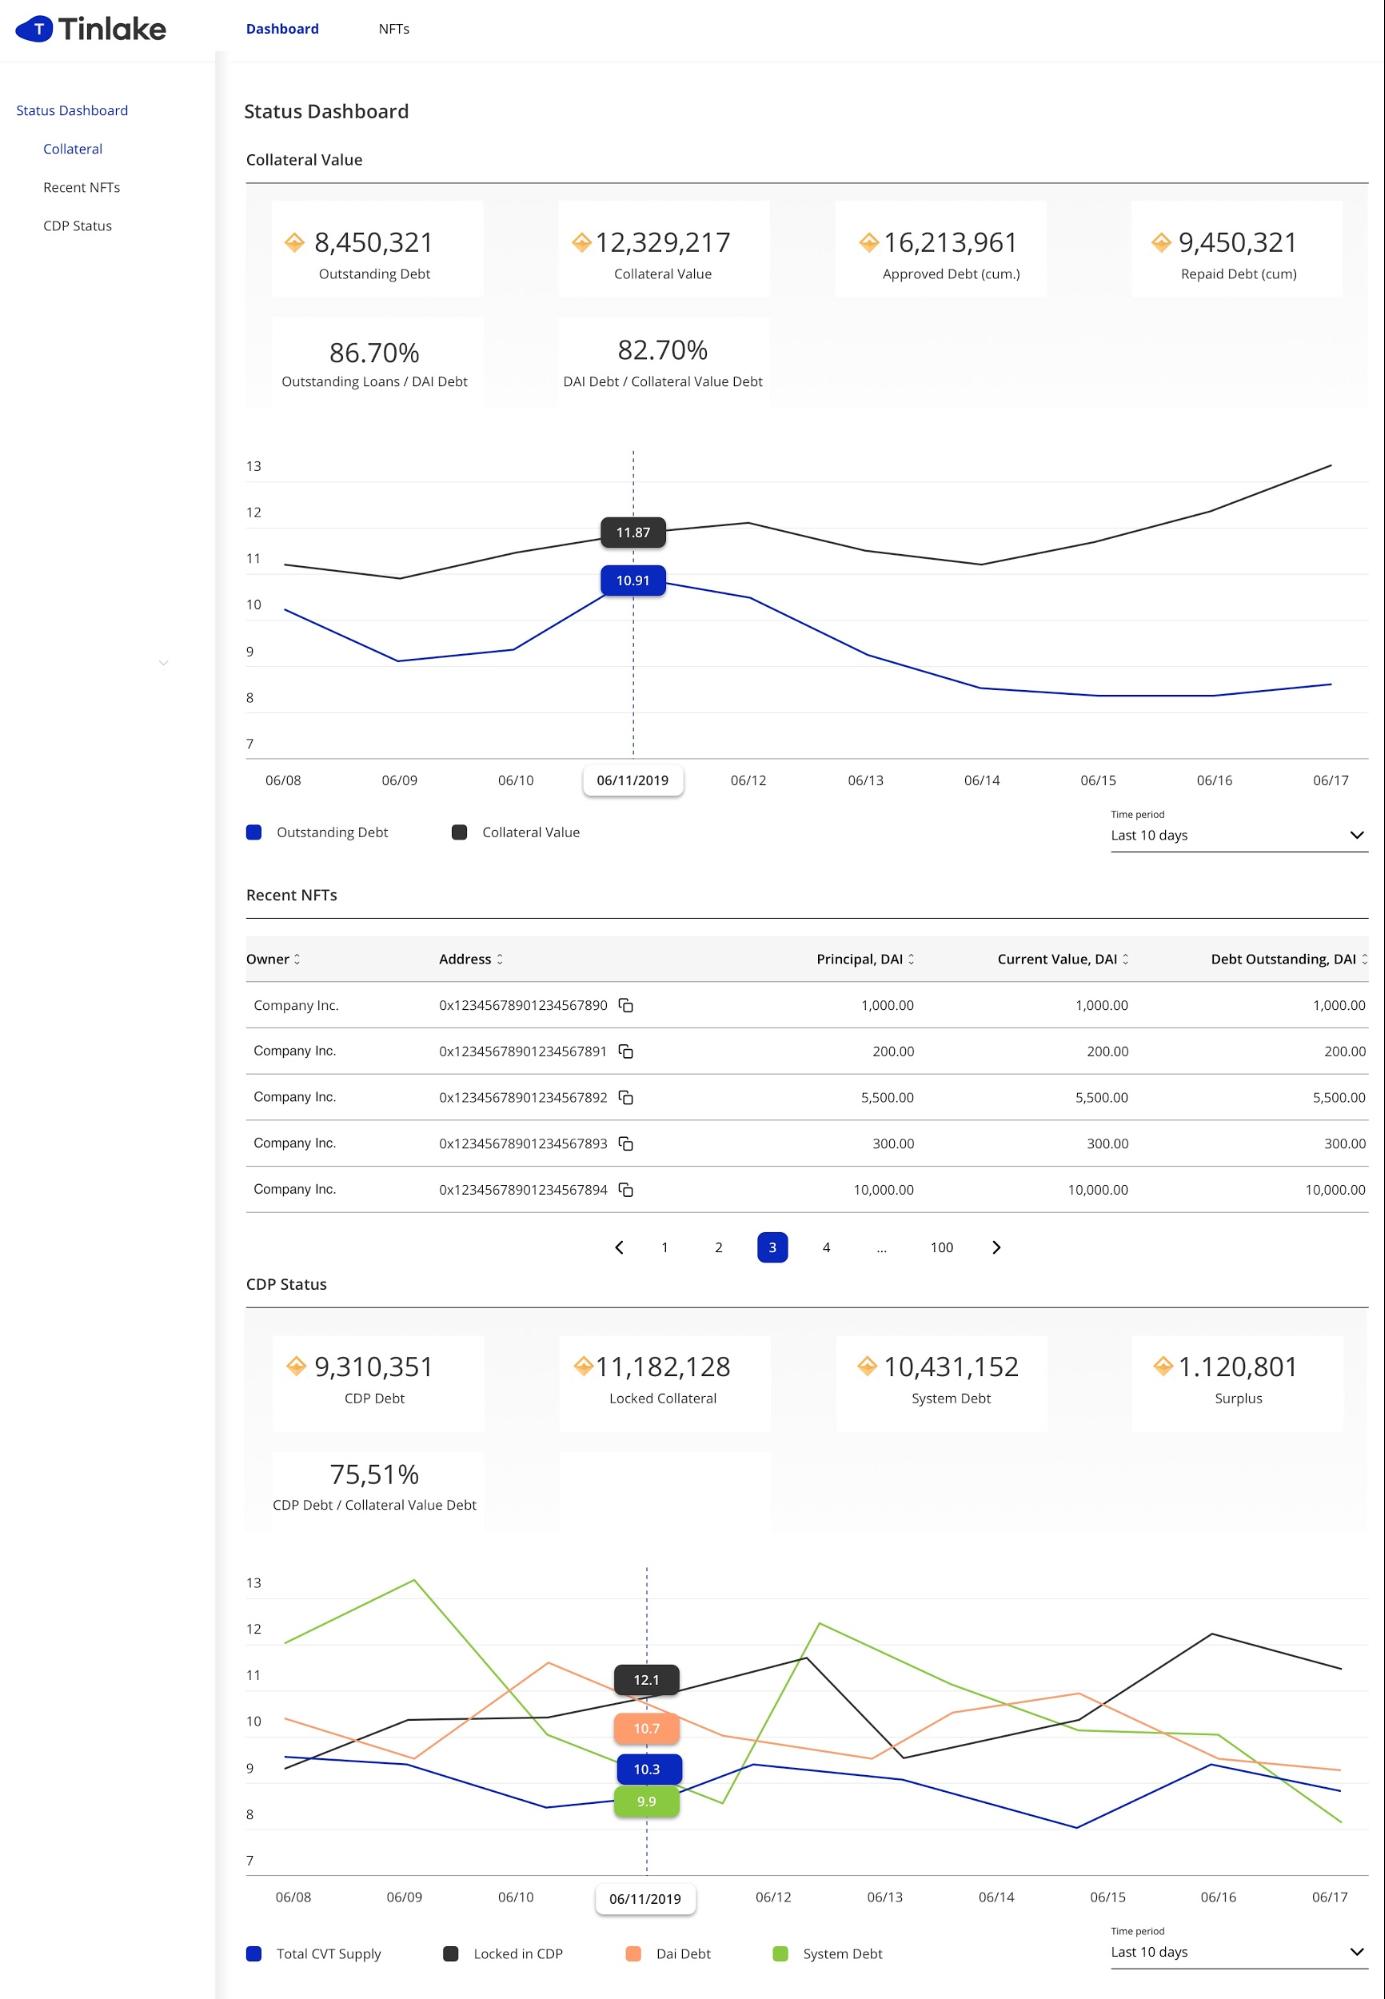 T Tinlake
Dashboard NFTs
Status Dashboard
Collateral
Recent NFTs
CDP Status
Status Dashboard
Collateral Value
8,450,321 12,329,217 16,213,961 9,450,321
Outstanding Debt Collateral Value Approved Debt (cum.) Repaid Debt (cum)
86.70% 82.70%
Outstanding Loans / DAI Debt DAI Debt / Collateral Value Debt
13
12
11.87
11
10.91
10
9
8
7
06/08 06/09 06/10 06/11/2019 06/12 06/13 06/14 06/15 06/16 06/17
Outstanding Debt Collateral Value
Time period
Last 10 days
Recent NFTs
Owner Address Principal, DAI Current Value, DAI Debt Outstanding, DAI
Company Inc. 0x12345678901234567890 1,000.00 1,000.00 1,000.00
Company Inc. 0x12345678901234567891 200.00 200.00 200.00
Company Inc. 0x12345678901234567892 5,500.00 5,500.00 5,500.00
Company Inc. 0x12345678901234567893 300.00 300.00 300.00
Company Inc. 0x12345678901234567894 10,000.00 10,000.00 10,000.00
1 2 3 4 ... 100
CDP Status
9,310,351 11,182,128 10,431,152 1.120,801
CDP Debt Locked Collateral System Debt Surplus
75,51%
CDP Debt / Collateral Value Debt
13
12
11
12.1
10
10.7
9
10.3
9.9
8
7
06/08 06/09 06/10 06/11/2019 06/12 06/13 06/14 06/15 06/16 06/17
Total CVT Supply Locked in CDP Dai Debt System Debt
Time period
Last 10 days